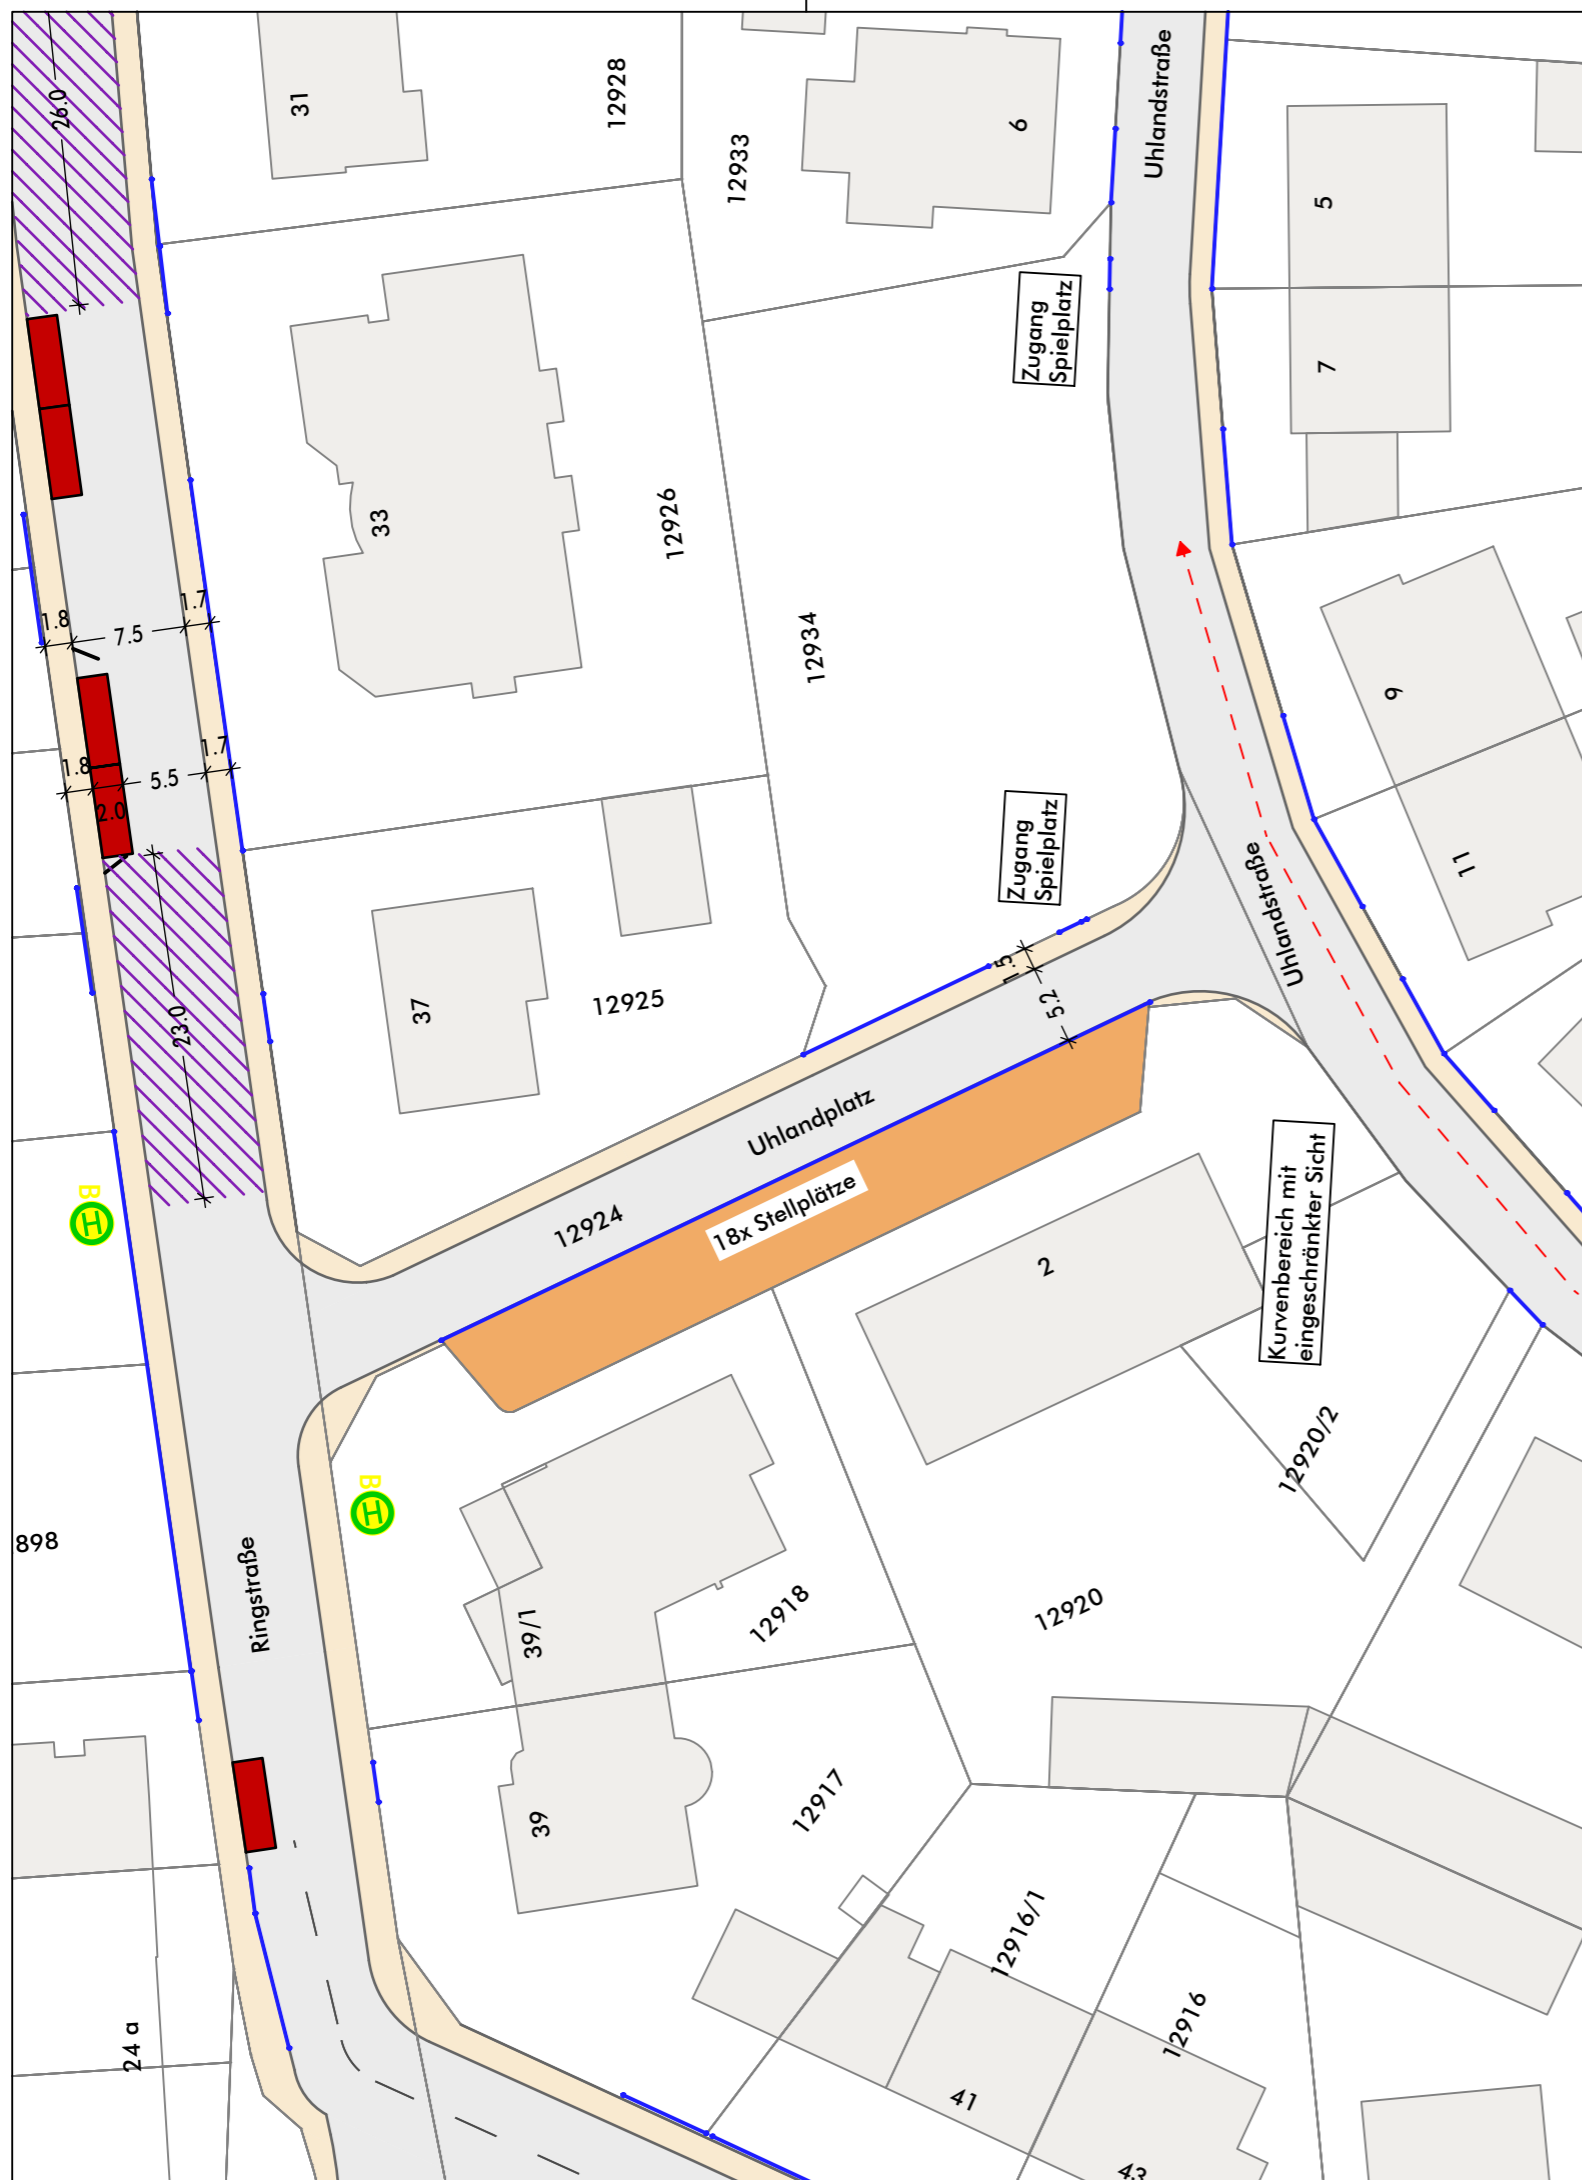 26.0
31
12928
12933
6
Uhlandstraße
5
7
Zugang
Spielplatz
33
12926
12934
1.8
7.5
1.7
1.8
5.5
1.7
2.0
9
11
Zugang
Spielplatz
Uhlandstraße
37
12925
23.0
1.5
5.2
Uhlandplatz
12924
18x Stellplätze
2
Kurvenbereich mit
eingeschränkter Sicht
B
H
B
H
12920/2
898
Ringstraße
39/1
12918
12920
39
12917
12916/1
12916
24 a
41
43